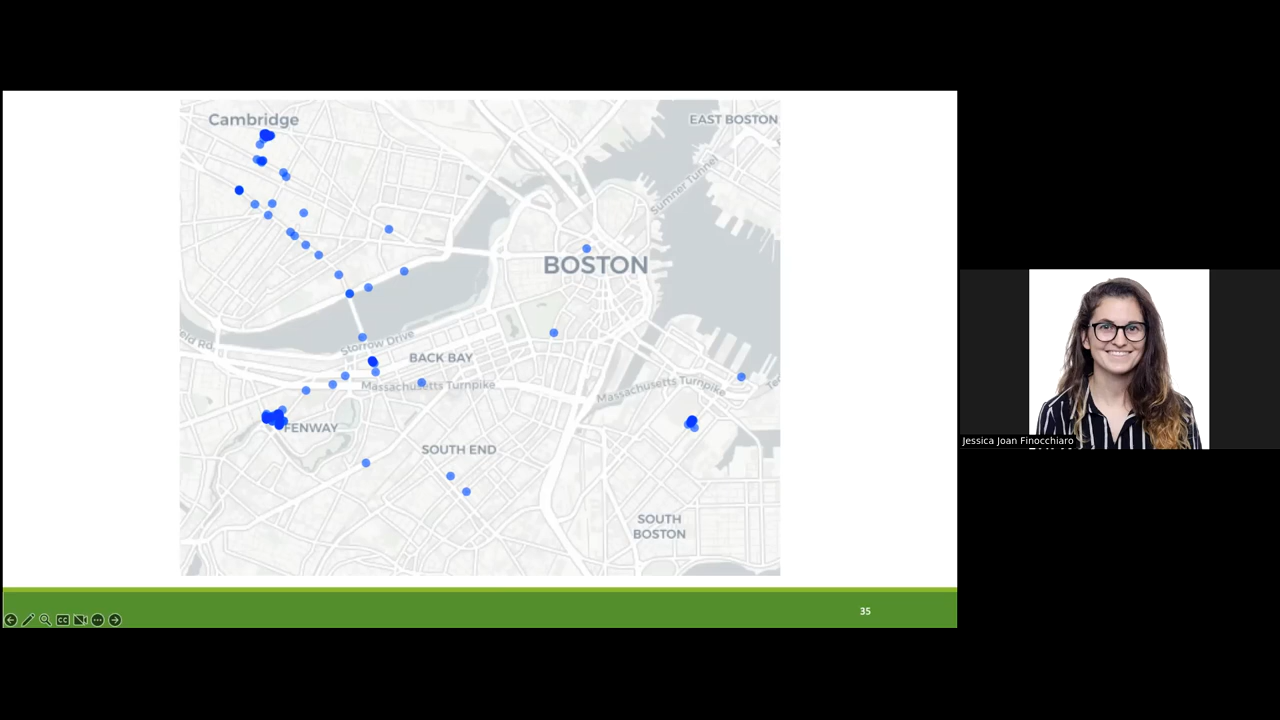 Cambridge
EAST BOSTON
Sumner Tunnel
BOSTON
Storrow Drive
BACK BAY
Massachusetts Turnpike
Massachusetts Turnpike
FENWAY
SOUTH END
SOUTH
BOSTON
35
CC
Jessica Joan Finocchiaro